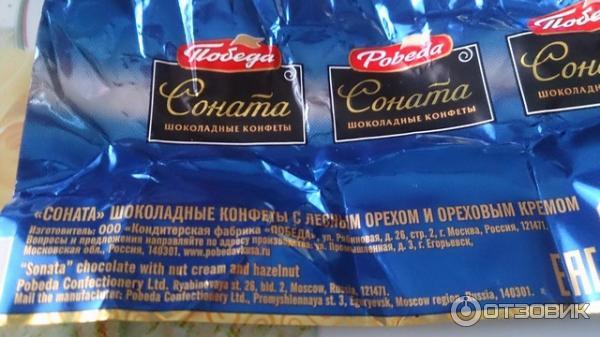 Победа
Соната
ШОКОЛАДНЫЕ КОНФЕТЫ
Pobeda
Соната
ШОКОЛАДНЫЕ КОНФЕТЫ
Победа
Сона
ШОКОЛАДНЫЕ
«СОНАТА» ШОКОЛАДНЫЕ КОНФЕТЫ С ЛЕСНЫМ ОРЕХОМ И ОРЕХОВЫМ КРЕМОМ
Изготовитель: ООО «Кондитерская фабрика «ПОБЕДА», ул. Рябиновая, д. 26, стр. 2, г. Москва, Россия, 121471.
Вопросы и предложения направляйте по адресу производства: ул. Промышленная, д. 3, г. Егорьевск,
Московская обл., Россия, 140301. www.pobedavkusa.ru
"Sonata" chocolate with nut cream and hazelnut
Pobeda Confectionery Ltd., Ryabinovaya st. 26, bld. 2, Moscow, Russia, 121471.
Mail the manufacturer: Pobeda Confectionery Ltd., Promyshlennaya st. 3, Egoryevsk, Moscow region, Russia, 140301.
EAC
ОТЗОВИК